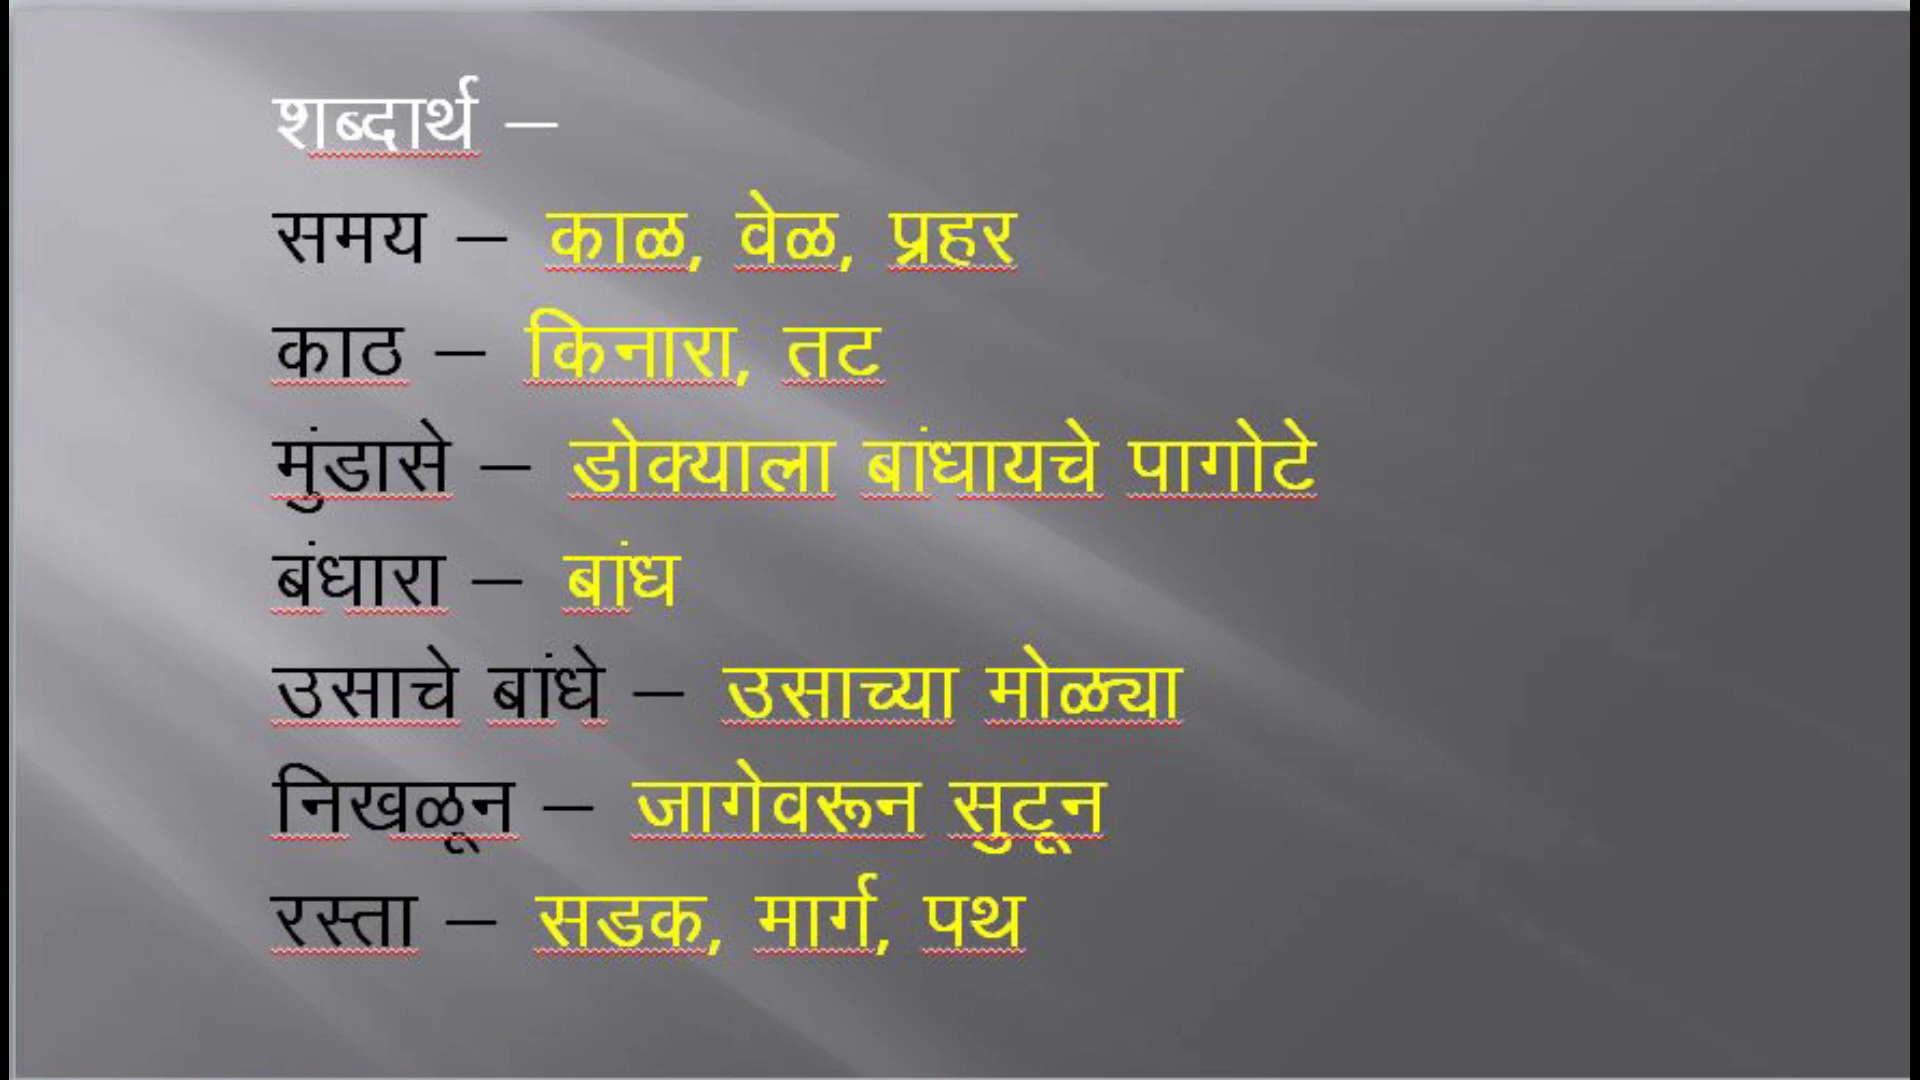 शब्दार्थ –
समय – काळ, वेळ, प्रहर
काठ – किनारा, तट
मुंडासे – डोक्याला बांधायचे पागोटे
बंधारा – बांध
उसाचे बांधे – उसाच्या मोळ्या
निखळून – जागेवरून सुटून
रस्ता – सडक, मार्ग, पथ